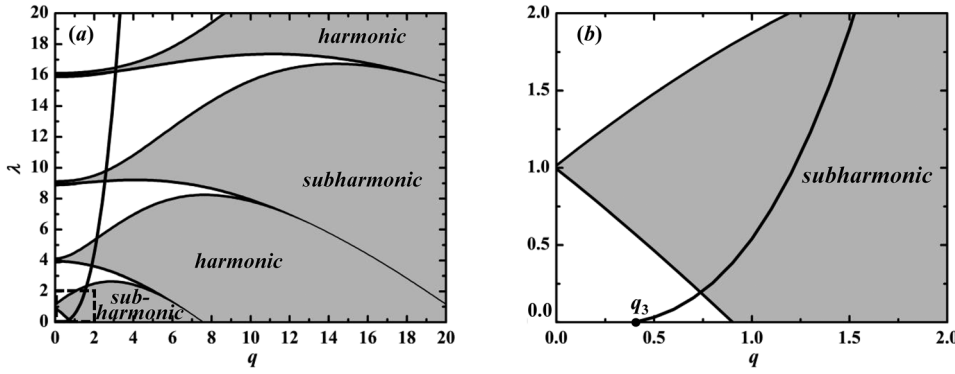 (a)
20
18
16
14
12
10
8
6
4
2
0
λ
harmonic
subharmonic
harmonic
sub-
harmonic
0 2 4 6 8 10 12 14 16 18 20
q
(b)
2.0
1.5
1.0
0.5
0.0
subharmonic
q3
0.0 0.5 1.0 1.5 2.0
q